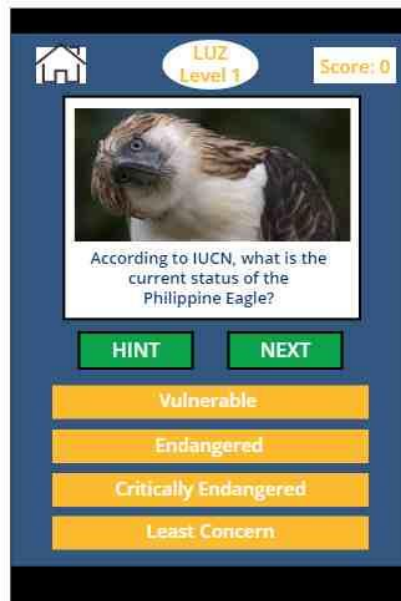 LUZ
Level 1
Score: 0
According to IUCN, what is the
current status of the
Philippine Eagle?
HINT
NEXT
Vulnerable
Endangered
Critically Endangered
Least Concern